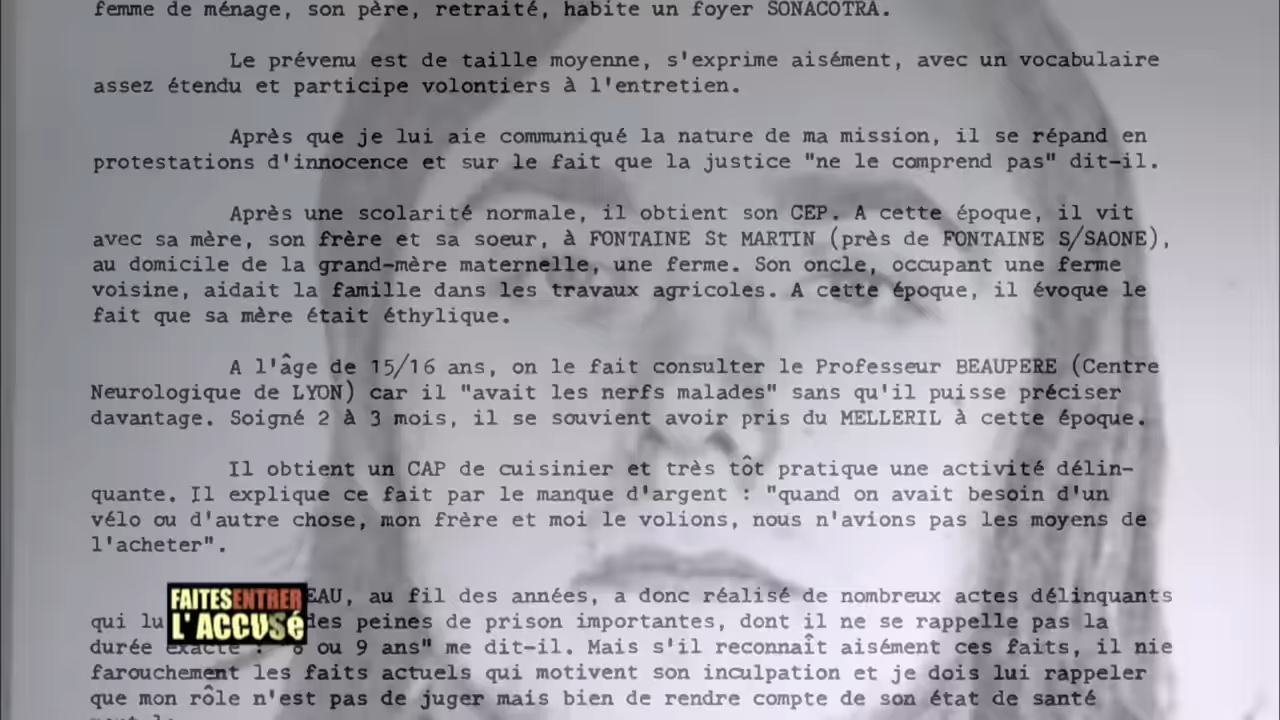 femme de ménage, son père, retraité, habite un foyer SONACOTRA.
Le prévenu est de taille moyenne, s'exprime aisément, avec un vocabulaire
assez étendu et participe volontiers à l'entretien.
Après que je lui aie communiqué la nature de ma mission, il se répand en
protestations d'innocence et sur le fait que la justice "ne le comprend pas" dit-il.
Après une scolarité normale, il obtient son CEP. A cette époque, il vit
avec sa mère, son frère et sa soeur, à FONTAINE St MARTIN (près de FONTAINE S/SAONE),
au domicile de la grand-mère maternelle, une ferme. Son oncle, occupant une ferme
voisine, aidait la famille dans les travaux agricoles. A cette époque, il évoque le
fait que sa mère était éthylique.
A l'âge de 15/16 ans, on le fait consulter le Professeur BEAUPERE (Centre
Neurologique de LYON) car il "avait les nerfs malades" sans qu'il puisse préciser
davantage. Soigné 2 à 3 mois, il se souvient avoir pris du MELLERIL à cette époque.
Il obtient un CAP de cuisinier et très tôt pratique une activité délin-
quante. Il explique ce fait par le manque d'argent : "quand on avait besoin d'un
vélo ou d'autre chose, mon frère et moi le volions, nous n'avions pas les moyens de
l'acheter".
EAU, au fil des années, a donc réalisé de nombreux actes délinquants
qui lu des peines de prison importantes, dont il ne se rappelle pas la
durée exacte : "8 ou 9 ans" me dit-il. Mais s'il reconnaît aisément ces faits, il nie
farouchement les faits actuels qui motivent son inculpation et je dois lui rappeler
que mon rôle n'est pas de juger mais bien de rendre compte de son état de santé
FAITES ENTRER
L'ACCUSÉ